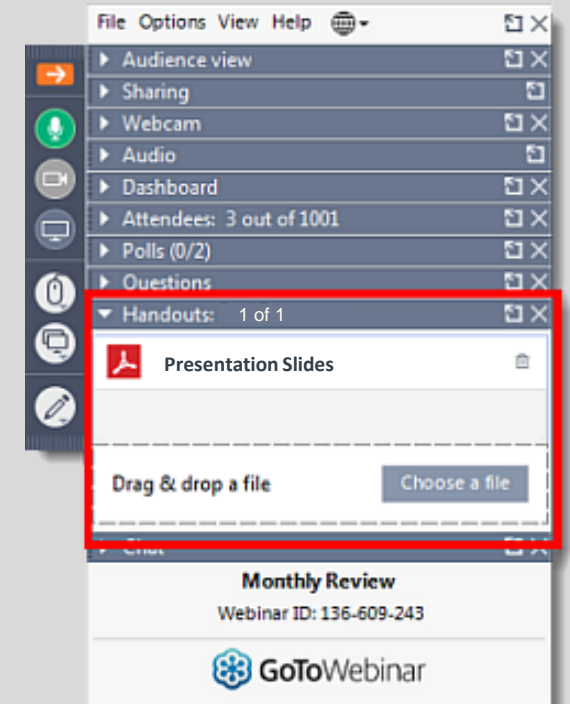 File Options View Help
Audience view
Sharing
Webcam
Audio
Dashboard
Attendees: 3 out of 1001
Polls (0/2)
Questions
Handouts: 1 of 1
Presentation Slides
Drag & drop a file
Choose a file
Chat
Monthly Review
Webinar ID: 136-609-243
GoToWebinar